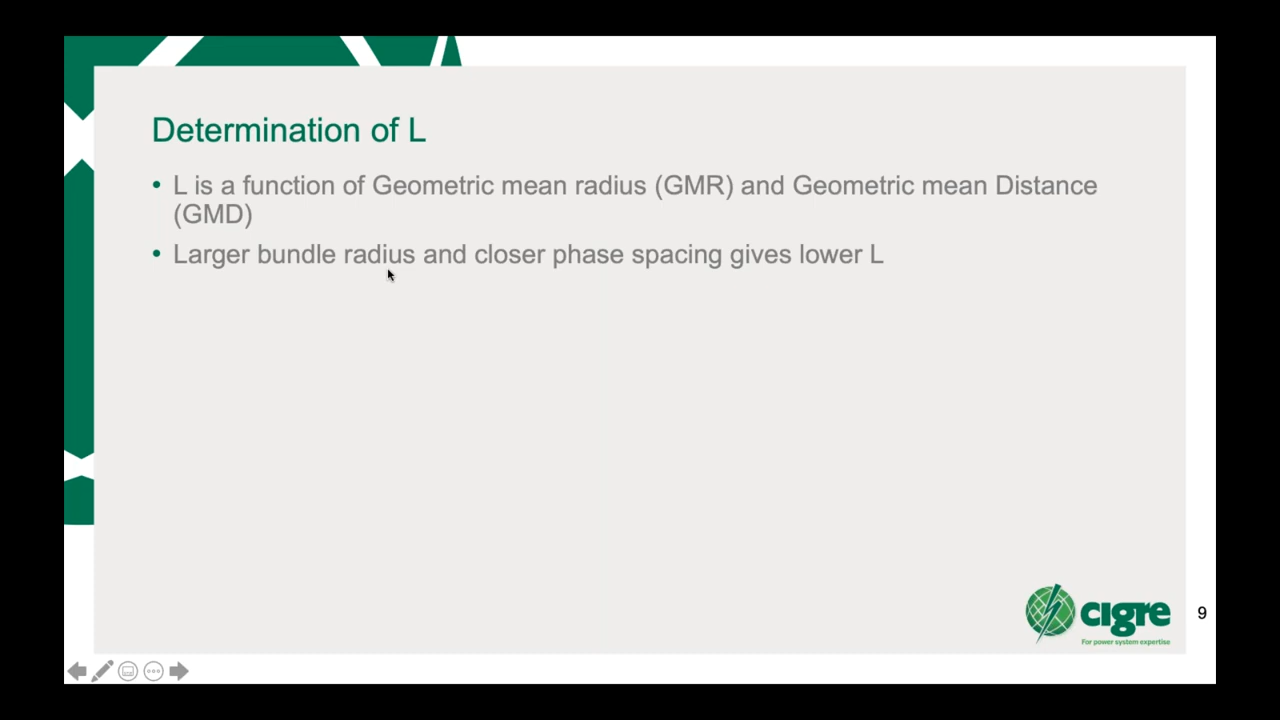 Determination of L
• L is a function of Geometric mean radius (GMR) and Geometric mean Distance
(GMD)
• Larger bundle radius and closer phase spacing gives lower L
cigre
For power system expertise
9